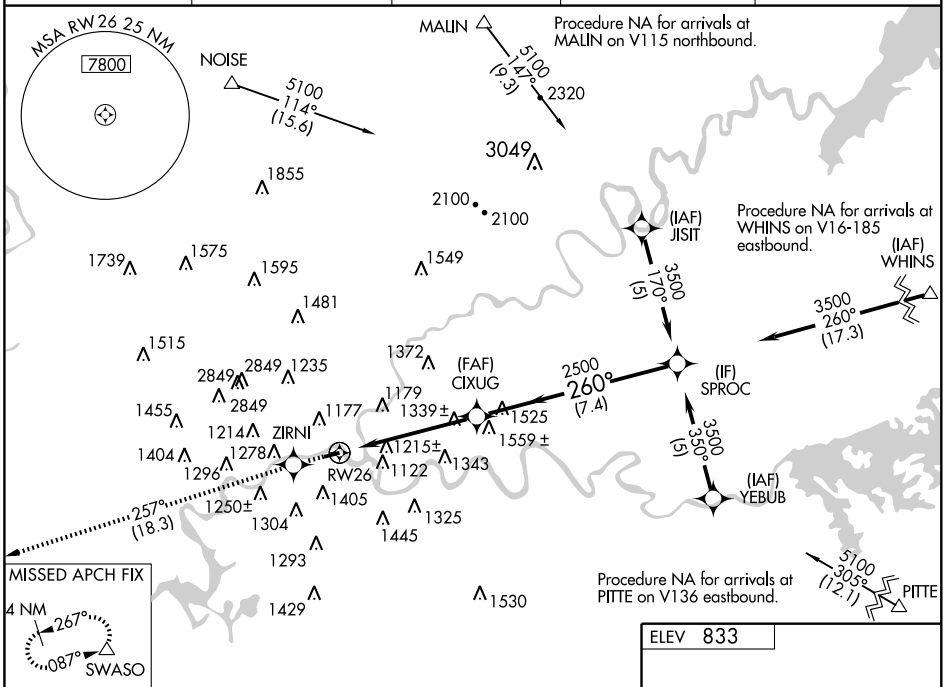 MSA RW 26 25 NM
7800
NOISE
5100
114°
(15.6)
MALIN
5100
147°
(9.3)
Procedure NA for arrivals at
MALIN on V115 northbound.
2320
3049
1855
2100
2100
(IAF)
JISIT
Procedure NA for arrivals at
WHINS on V16-185
eastbound.
(IAF)
WHINS
1739
1575
1595
1549
1481
3500
170°
(5)
3500
260°
(17.3)
1515
2849
2849
1235
2849
1372
(FAF)
CIXUG
2500
260°
(7.4)
(IF)
SPROC
1455
1214
1177
1179
1339 ±
1525
1559 ±
1404
1296
1278
ZIRNI
RW26
1215±
1122
1343
3500
350°
(5)
(IAF)
YEBUB
257°
(18.3)
1250±
1304
1405
1445
1325
1293
1429
1530
Procedure NA for arrivals at
PITTE on V136 eastbound.
5100
305°
(12.1)
PITTE
MISSED APCH FIX
4 NM
267°
087°
SWASO
ELEV 833